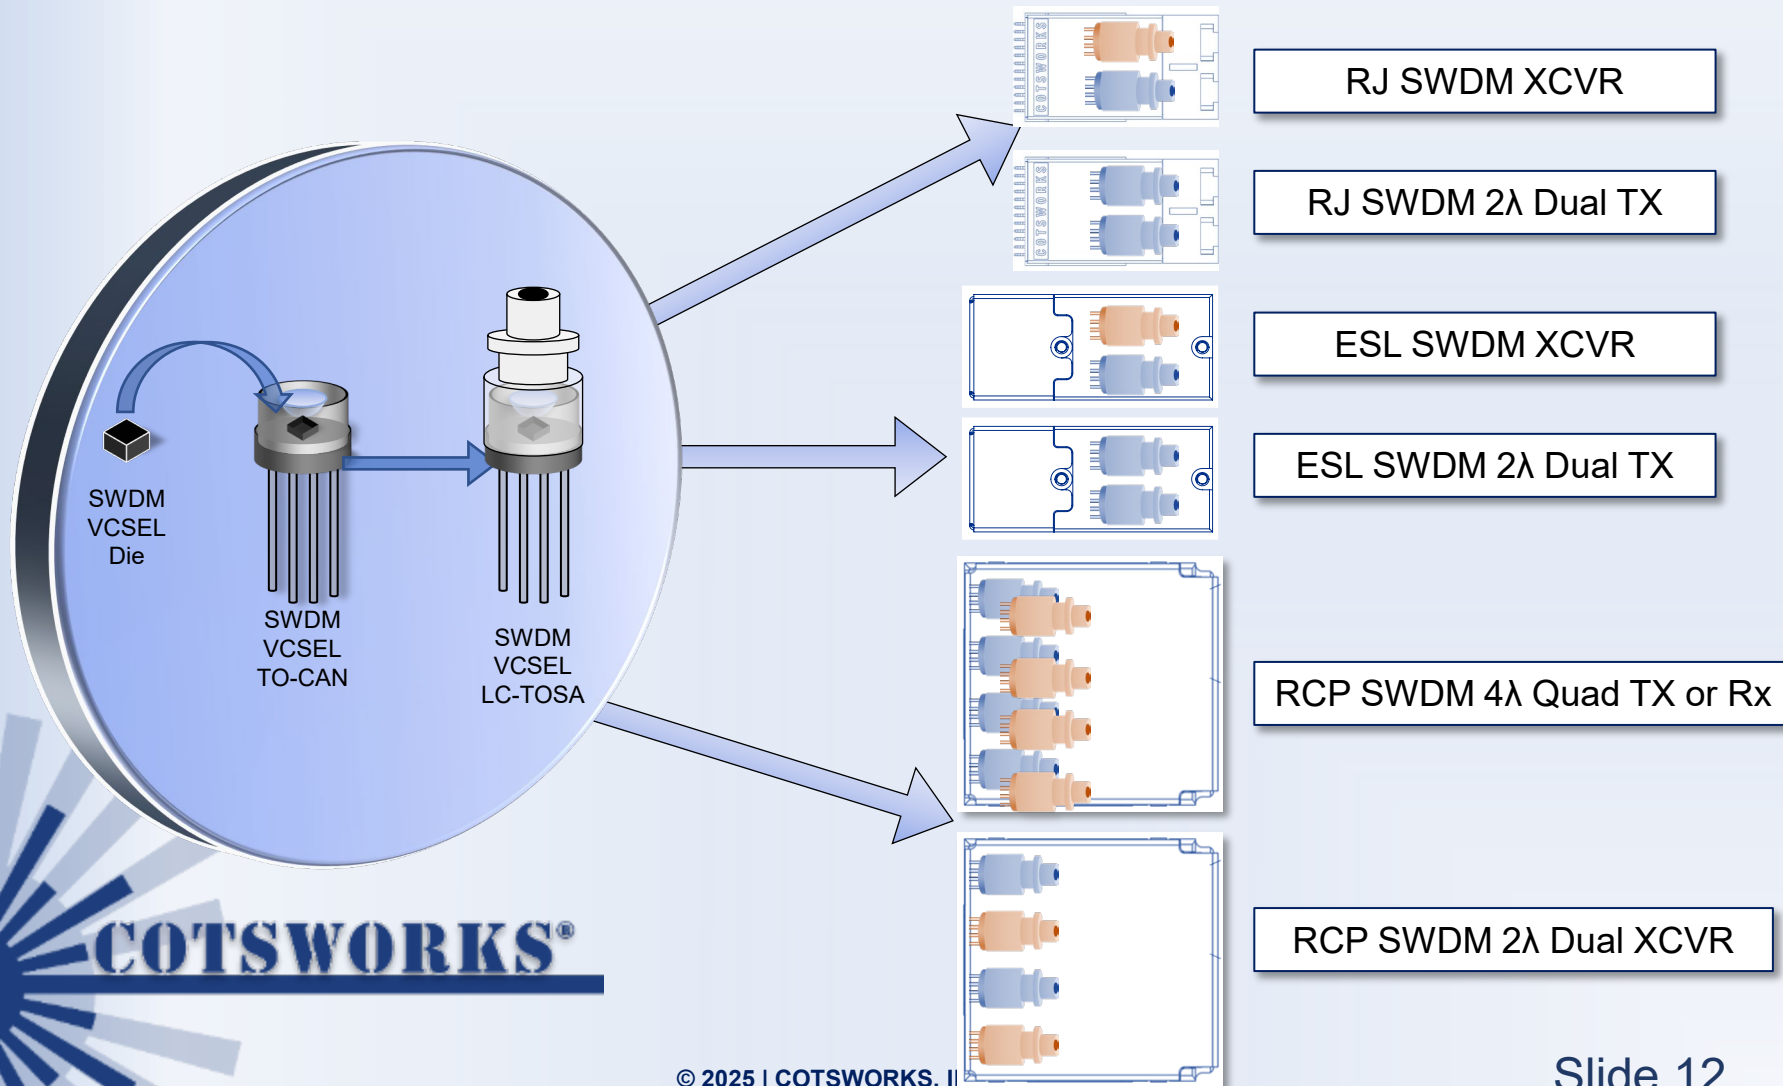 COTSWORKS
RJ SWDM XCVR
COTSWORKS
RJ SWDM 2λ Dual TX
ESL SWDM XCVR
ESL SWDM 2λ Dual TX
SWDM
VCSEL
Die
SWDM
VCSEL
TO-CAN
SWDM
VCSEL
LC-TOSA
RCP SWDM 4λ Quad TX or Rx
RCP SWDM 2λ Dual XCVR
COTSWORKS®
© 2025 | COTSWORKS,
Slide 12